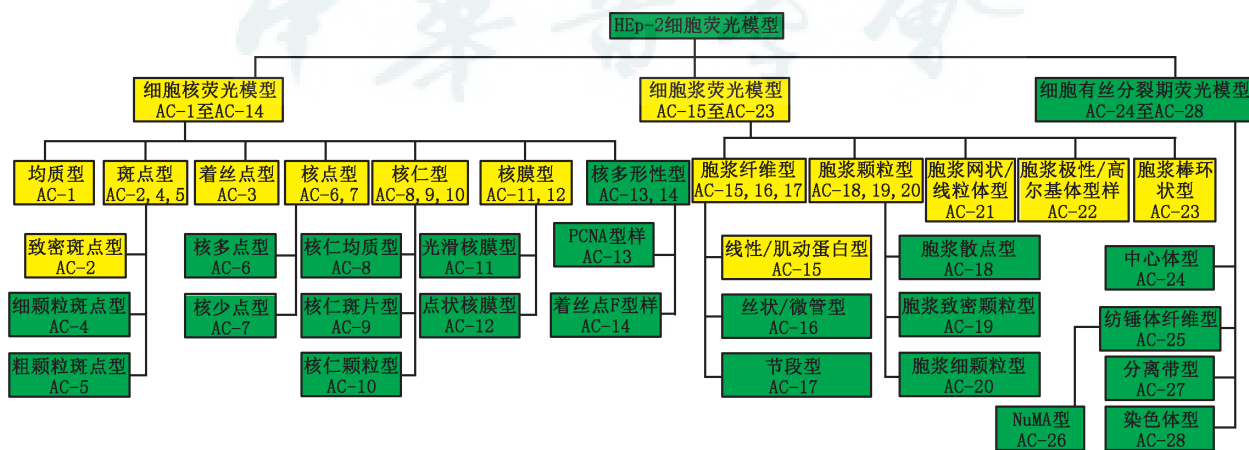 HEp-2细胞荧光模型
细胞核荧光模型
AC-1至AC-14
细胞浆荧光模型
AC-15至AC-23
细胞有丝分裂期荧光模型
AC-24至AC-28
均质型
AC-1
斑点型
AC-2,4,5
着丝点型
AC-3
核点型
AC-6,7
核仁型
AC-8,9,10
核膜型
AC-11,12
核多形性型
AC-13,14
胞浆纤维型
AC-15,16,17
胞浆颗粒型
AC-18,19,20
胞浆网状/
线粒体型
AC-21
胞浆极性/高
尔基体型样
AC-22
胞浆棒环
状型
AC-23
致密斑点型
AC-2
细颗粒斑点型
AC-4
粗颗粒斑点型
AC-5
核多点型
AC-6
核少点型
AC-7
核仁均质型
AC-8
核仁斑片型
AC-9
核仁颗粒型
AC-10
光滑核膜型
AC-11
点状核膜型
AC-12
PCNA型样
AC-13
着丝点F型样
AC-14
线性/肌动蛋白型
AC-15
丝状/微管型
AC-16
节段型
AC-17
胞浆散点型
AC-18
胞浆致密颗粒型
AC-19
胞浆细颗粒型
AC-20
中心体型
AC-24
纺锤体纤维型
AC-25
分离带型
AC-27
NuMA型
AC-26
染色体型
AC-28